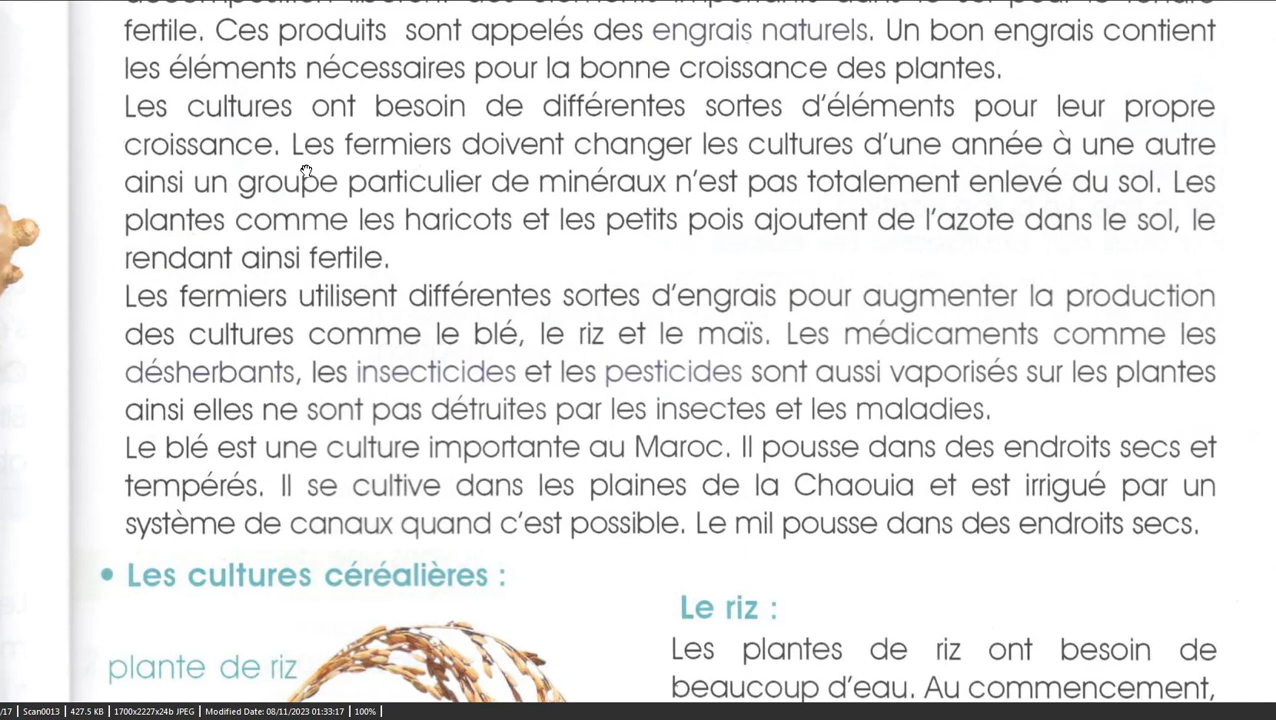 fertile. Ces produits sont appelés des engrais naturels. Un bon engrais contient
les éléments nécessaires pour la bonne croissance des plantes.
Les cultures ont besoin de différentes sortes d'éléments pour leur propre
croissance. Les fermiers doivent changer les cultures d'une année à une autre
ainsi un groupe particulier de minéraux n'est pas totalement enlevé du sol. Les
plantes comme les haricots et les petits pois ajoutent de l'azote dans le sol, le
rendant ainsi fertile.
Les fermiers utilisent différentes sortes d'engrais pour augmenter la production
des cultures comme le blé, le riz et le maïs. Les médicaments comme les
désherbants, les insecticides et les pesticides sont aussi vaporisés sur les plantes
ainsi elles ne sont pas détruites par les insectes et les maladies.
Le blé est une culture importante au Maroc. Il pousse dans des endroits secs et
tempérés. Il se cultive dans les plaines de la Chaouia et est irrigué par un
système de canaux quand c'est possible. Le mil pousse dans des endroits secs.
• Les cultures céréalières :
Le riz :
plante de riz
Les plantes de riz ont besoin de
beaucoup d'eau. Au commencement,
/17 | Scan0013 | 427.5 KB | 1700x2227x24b JPEG | Modified Date: 08/11/2023 01:33:17 | 100% |